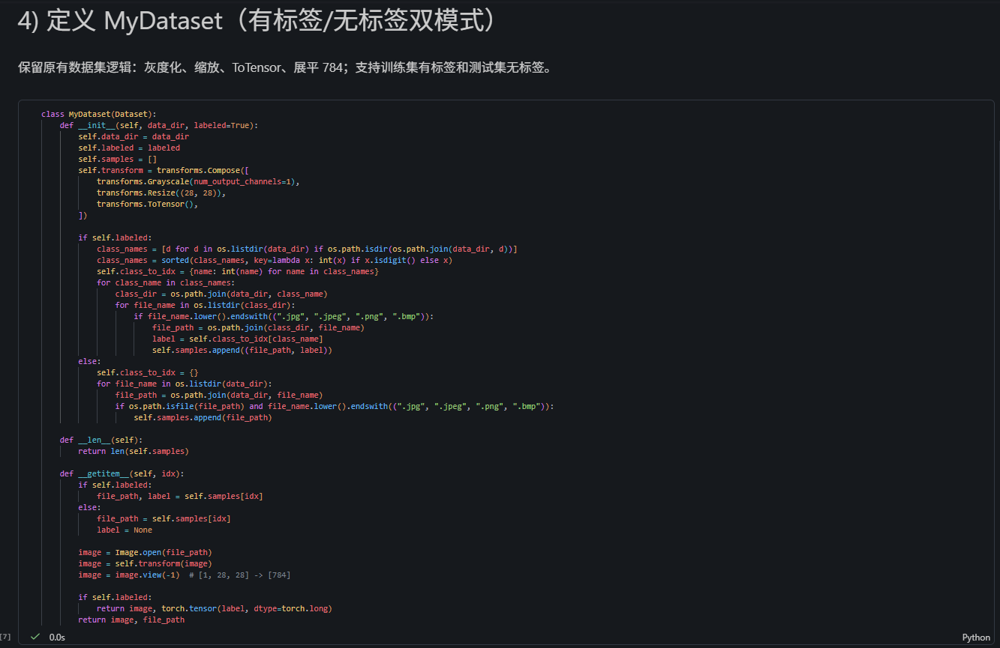 4) 定义 MyDataset（有标签/无标签双模式）
保留原有数据集逻辑：灰度化、缩放、ToTensor、展平 784；支持训练集有标签和测试集无标签。
class MyDataset(Dataset):
    def __init__(self, data_dir, labeled=True):
        self.data_dir = data_dir
        self.labeled = labeled
        self.samples = []
        self.transform = transforms.Compose([
            transforms.Grayscale(num_output_channels=1),
            transforms.Resize((28, 28)),
            transforms.ToTensor(),
        ])
        if self.labeled:
            class_names = [d for d in os.listdir(data_dir) if os.path.isdir(os.path.join(data_dir, d))]
            class_names = sorted(class_names, key=lambda x: int(x) if x.isdigit() else x)
            self.class_to_idx = {name: int(name) for name in class_names}
            for class_name in class_names:
                class_dir = os.path.join(data_dir, class_name)
                for file_name in os.listdir(class_dir):
                    if file_name.lower().endswith((".jpg", ".jpeg", ".png", ".bmp")):
                        file_path = os.path.join(class_dir, file_name)
                        label = self.class_to_idx[class_name]
                        self.samples.append((file_path, label))
        else:
            self.class_to_idx = {}
            for file_name in os.listdir(data_dir):
                file_path = os.path.join(data_dir, file_name)
                if os.path.isfile(file_path) and file_name.lower().endswith((".jpg", ".jpeg", ".png", ".bmp")):
                    self.samples.append(file_path)
    def __len__(self):
        return len(self.samples)
    def __getitem__(self, idx):
        if self.labeled:
            file_path, label = self.samples[idx]
        else:
            file_path = self.samples[idx]
            label = None
        image = Image.open(file_path)
        image = self.transform(image)
        image = image.view(-1)  # [1, 28, 28] -> [784]
        if self.labeled:
            return image, torch.tensor(label, dtype=torch.long)
        return image, file_path
[7] 0.0s Python